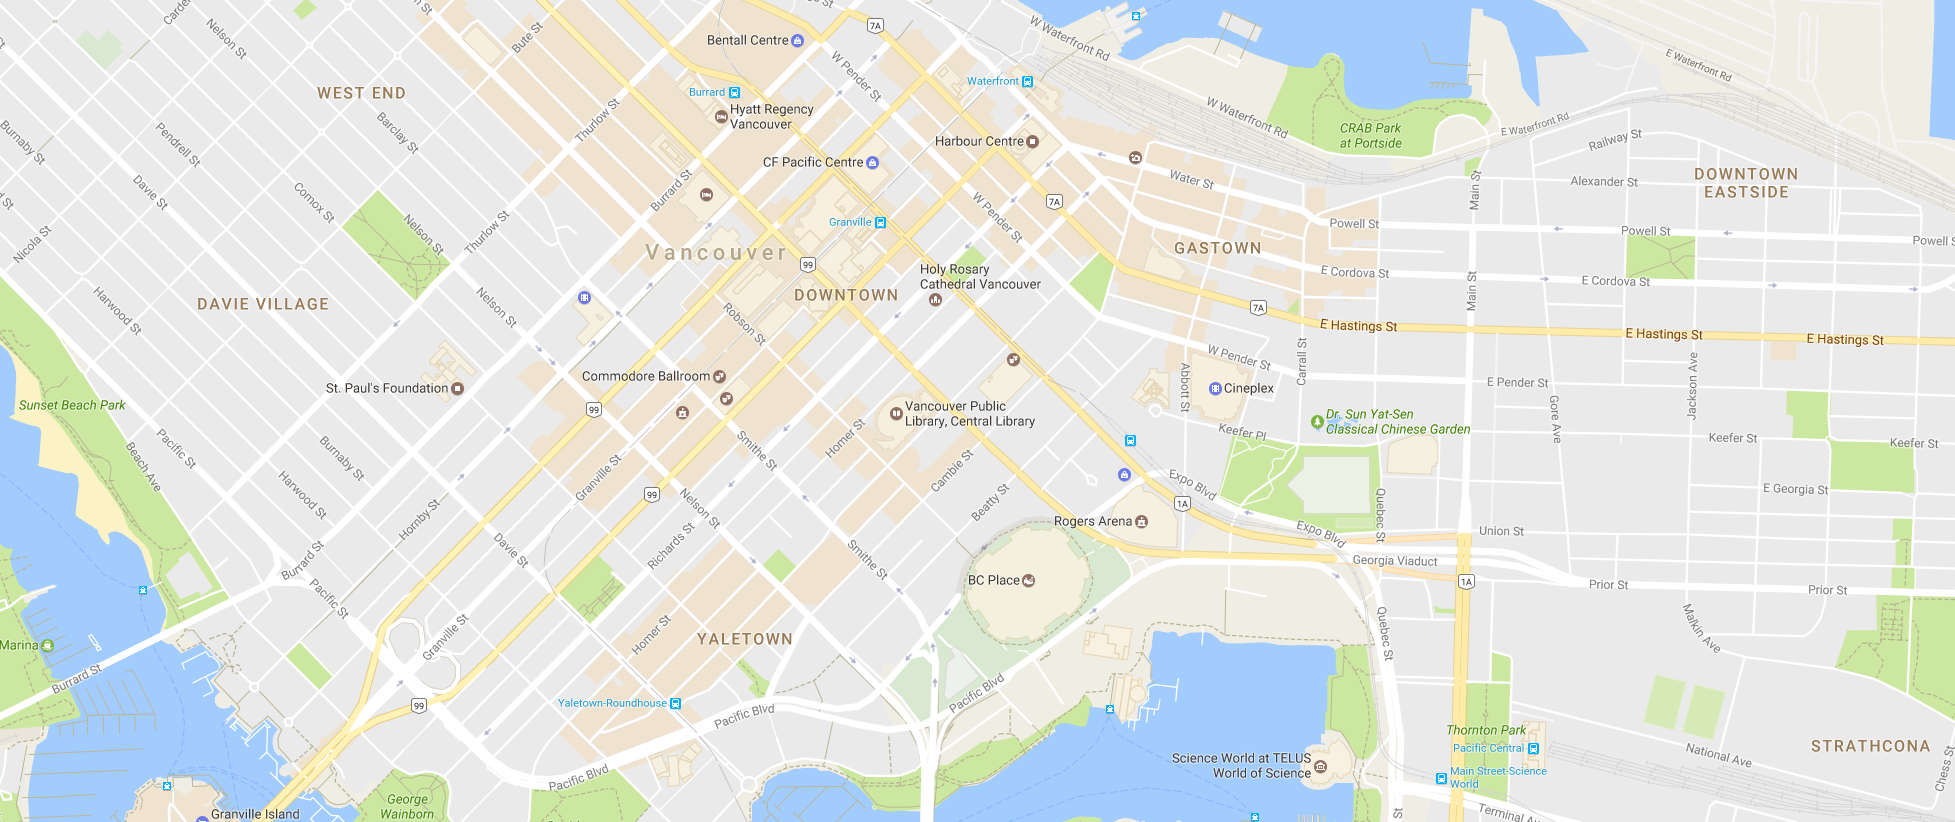 Carder
Nelson St
Bute St
Bentall Centre
7A
W Waterfront Rd
W Pender St
Waterfront
E Waterfront Rd
WEST END
Burrard
Hyatt Regency
Vancouver
Thurlow St
W Waterfront Rd
CRAB Park
at Portside
E Waterfront Rd
Railway St
Burnaby St
Pendrell St
Barclay St
Harbour Centre
CF Pacific Centre
Davie St
Comox St
Burrard St
Water St
Alexander St
DOWNTOWN
EASTSIDE
Main St
W Pender St
7A
Nicola St
Nelson St
Thurlow St
Granville
Powell St
Powell St
Powell S
Vancouver
GASTOWN
99
Holy Rosary
Cathedral Vancouver
E Cordova St
E Cordova St
DAVIE VILLAGE
Harwood St
Nelson St
DOWNTOWN
Robson St
7A
Main St
E Hastings St
E Hastings St
E Hastings St
W Pender St
Carrall St
St. Paul's Foundation
Commodore Ballroom
Abbott St
Cineplex
E Pender St
Jackson Ave
Sunset Beach Park
99
Vancouver Public
Library, Central Library
Dr. Sun Yat-Sen
Classical Chinese Garden
Gore Ave
Keefer Pl
Keefer St
Keefer St
Beach Ave
Pacific St
Burnaby St
Harwood St
Homer St
Smithe St
Cambie St
Granville St
99
Nelson St
Beatty St
Expo Blvd
1A
E Georgia St
Quebec St
Hornby St
Rogers Arena
Expo Blvd
Union St
Davie St
Richards St
Smithe St
Georgia Viaduct
Burrard St
Pacific St
BC Place
1A
Prior St
Prior St
Marina
Granville St
Homer St
YALETOWN
Quebec St
Malkin Ave
Burrard St
99
Yaletown-Roundhouse
Pacific Blvd
Pacific Blvd
Thornton Park
Pacific Central
National Ave
STRATHCONA
Science World at TELUS
World of Science
Main Street-Science
World
Pacific Blvd
Chess St
George
Wainborn
Granville Island
St
Terminal Av